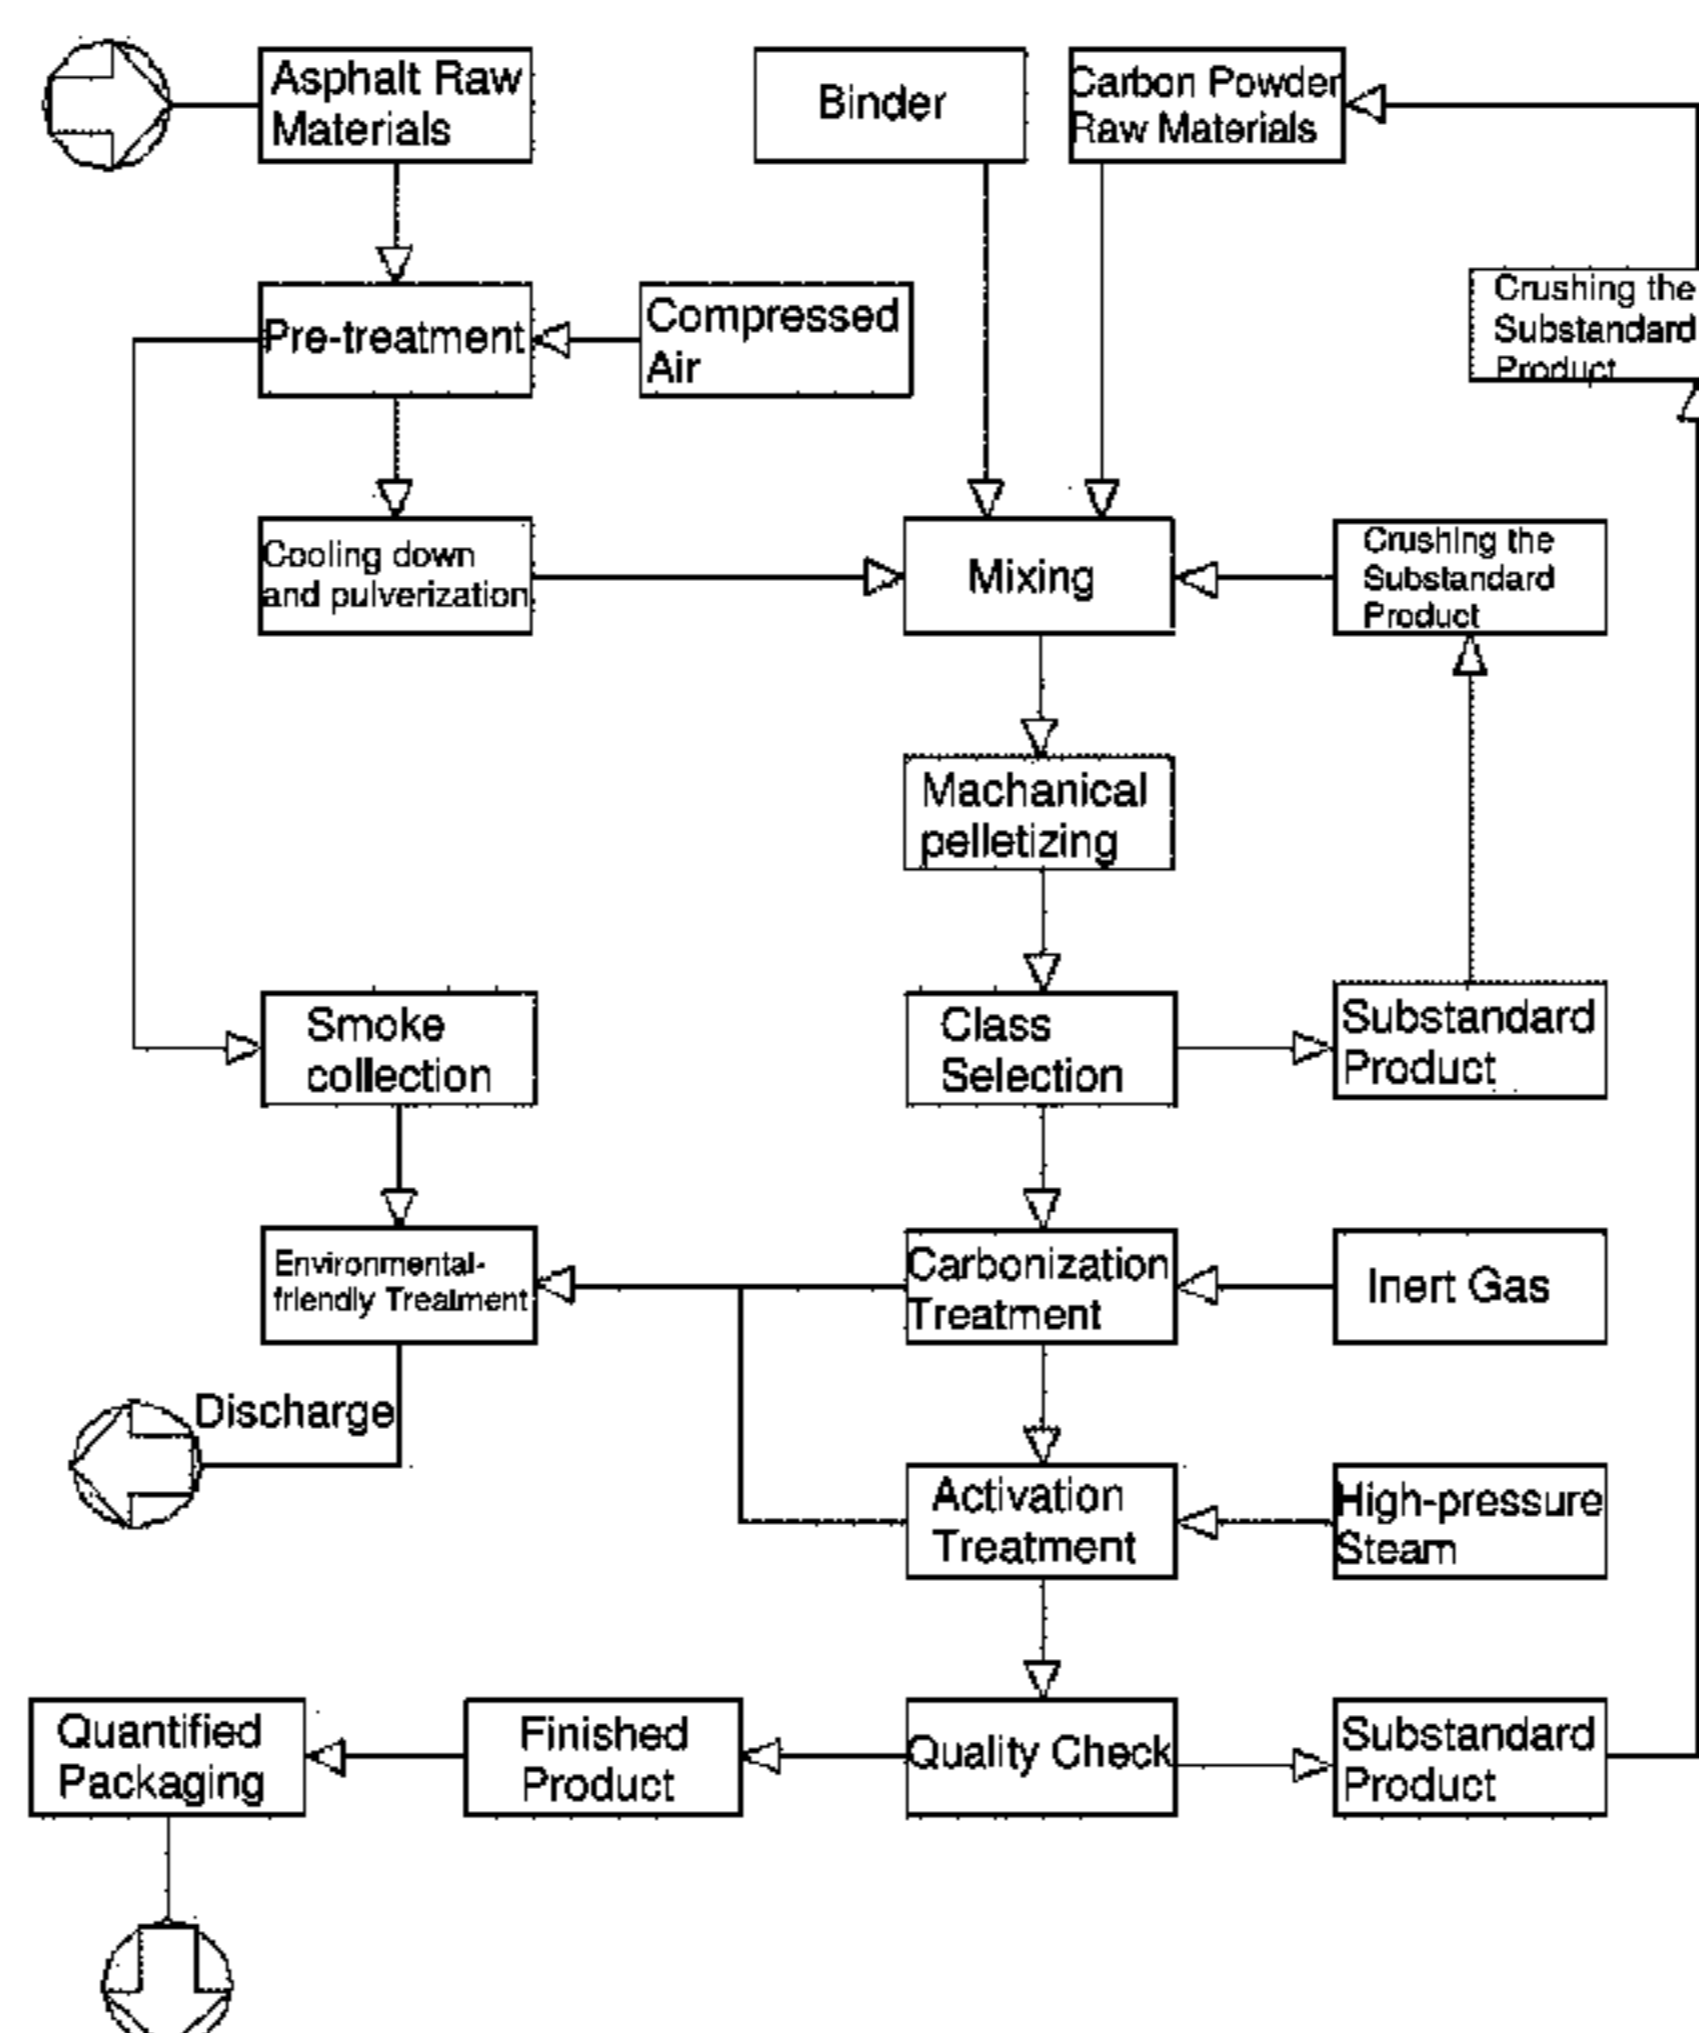 Asphalt Raw
Materials
Binder
Carbon Powder
Raw Materials
Crushing the
Substandard
Product
Pre-treatment
Compressed
Air
Cooling down
and pulverization
Mixing
Crushing the
Substandard
Product
Machanical
pelletizing
Smoke
collection
Class
Selection
Substandard
Product
Environmental-
friendly Trealment
Carbonization
Treatment
Inert Gas
Discharge
Activation
Treatment
High-pressure
Steam
Quantified
Packaging
Finished
Product
Quality Check
Substandard
Product